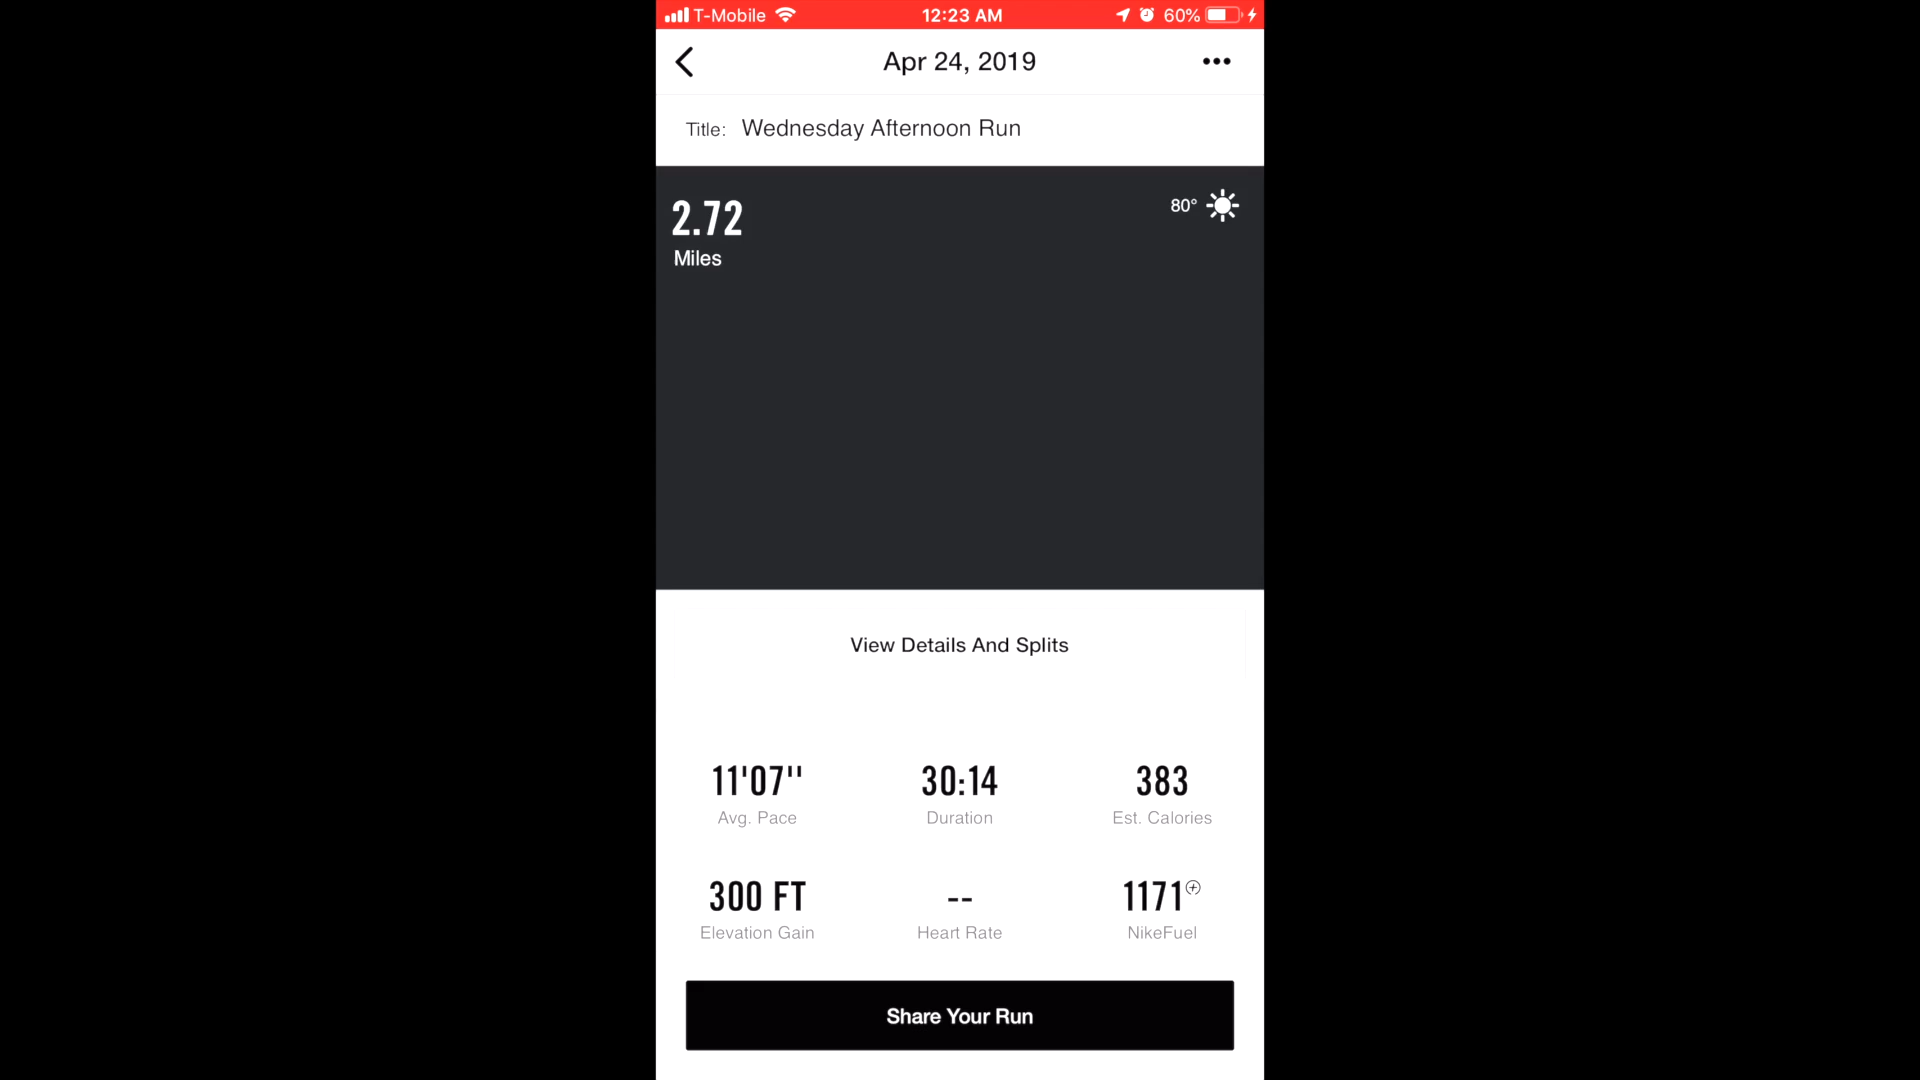 T-Mobile 12:23 AM 60%
Apr 24, 2019
Title: Wednesday Afternoon Run
80°
2.72
Miles
View Details And Splits
11'07'' 30:14 383
Avg. Pace Duration Est. Calories
300 FT -- 1171
Elevation Gain Heart Rate NikeFuel
Share Your Run